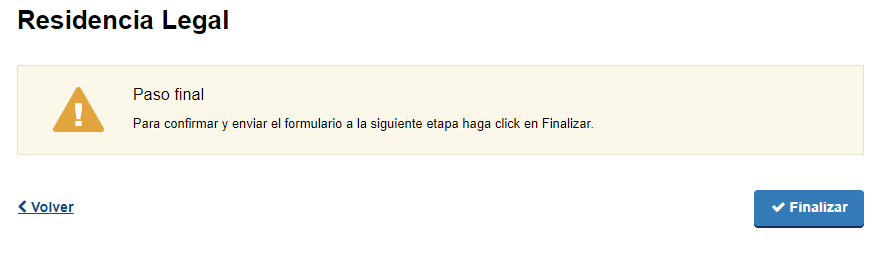 Residencia Legal
Paso final
Para confirmar y enviar el formulario a la siguiente etapa haga click en Finalizar.
Volver
Finalizar